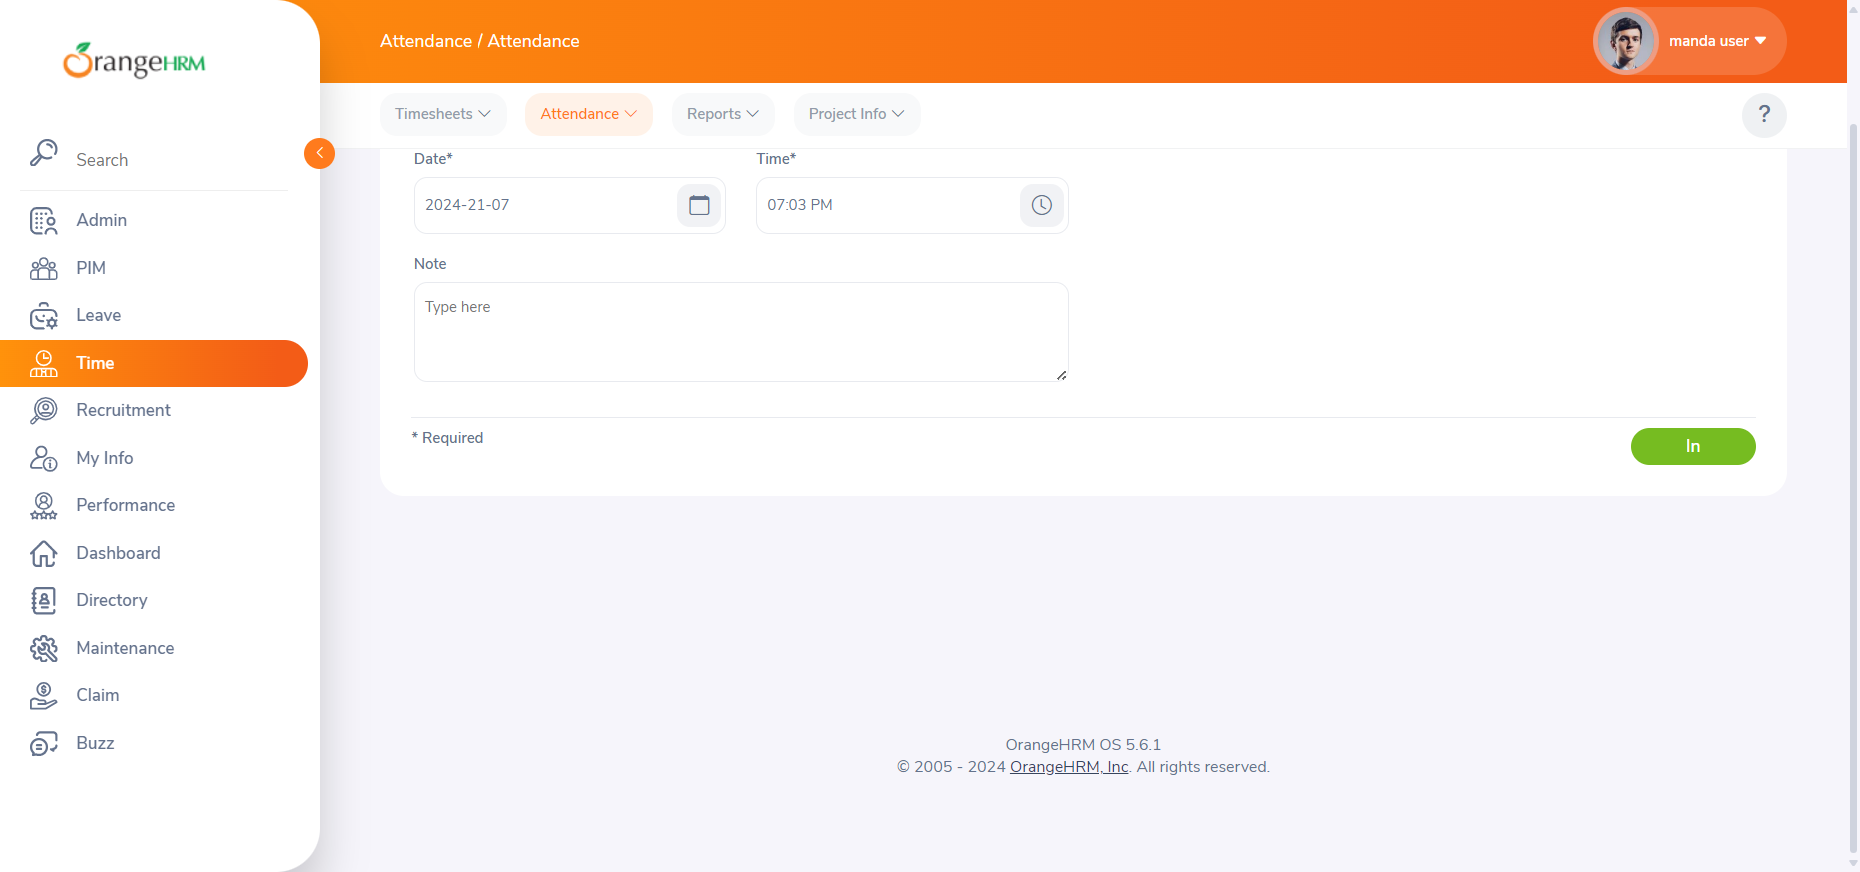 OrangeHRM
Attendance / Attendance
manda user
Timesheets
Attendance
Reports
Project Info
?
Search
Admin
PIM
Leave
Time
Recruitment
My Info
Performance
Dashboard
Directory
Maintenance
Claim
Buzz
Date*
Time*
2024-21-07
07:03 PM
Note
Type here
* Required
In
OrangeHRM OS 5.6.1
© 2005 - 2024 OrangeHRM, Inc. All rights reserved.